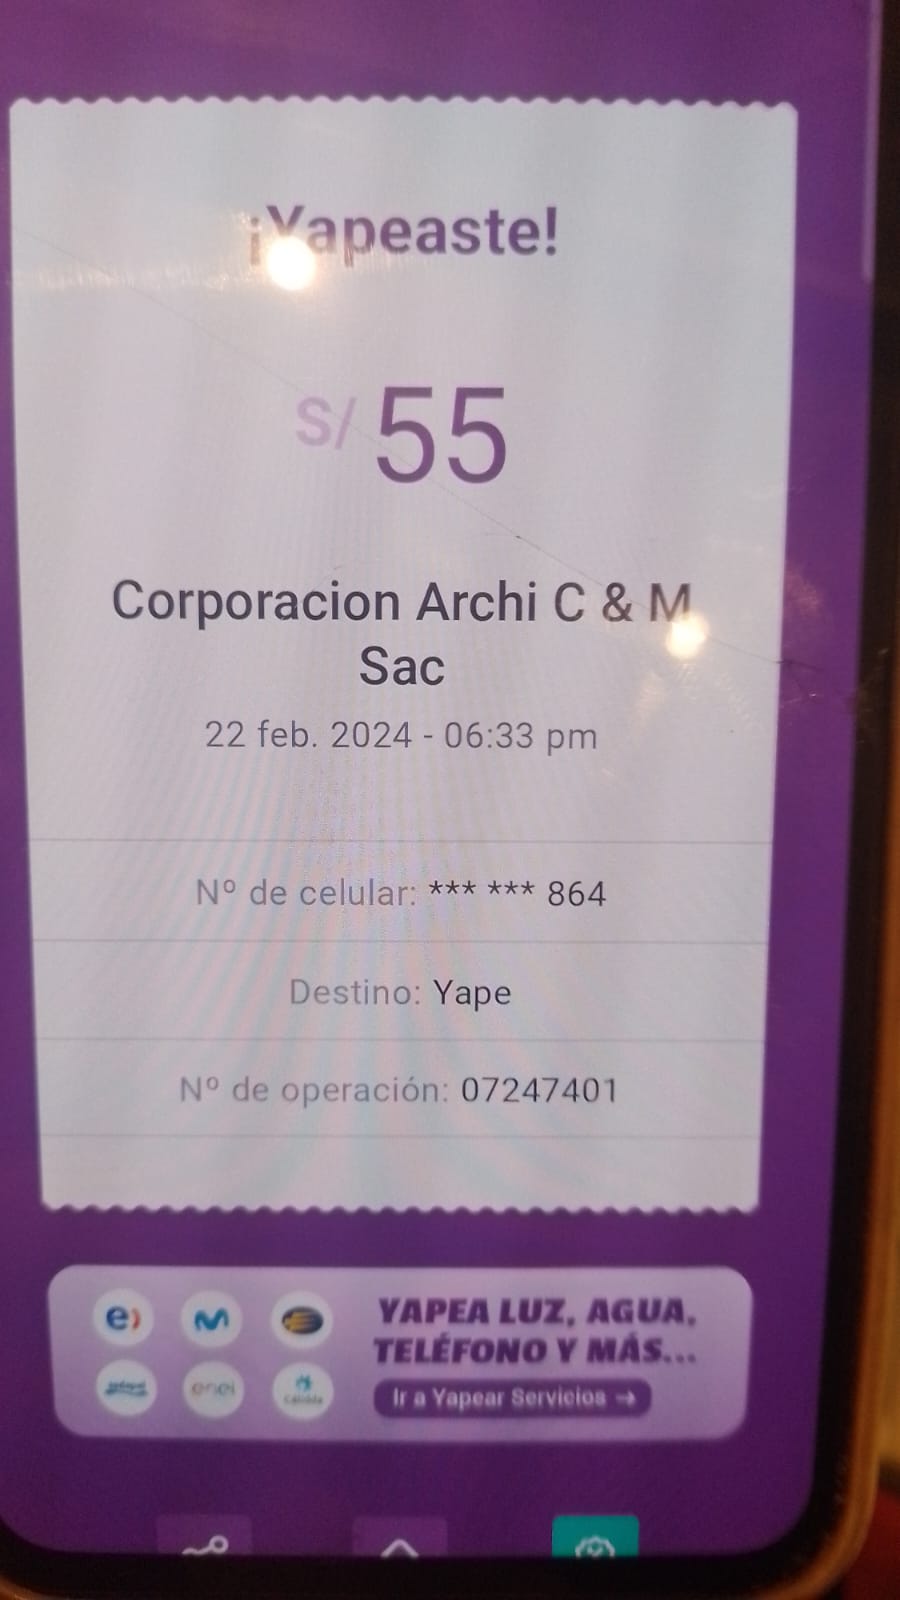 ¡Yapeaste!
S/ 55
Corporacion Archi C & M
Sac
22 feb. 2024 - 06:33 pm
Nº de celular: *** *** 864
Destino: Yape
Nº de operación: 07247401
e)
YAPEA LUZ, AGUA,
TELÉFONO Y MÁS...
enel
Ir a Yapear Servicios →